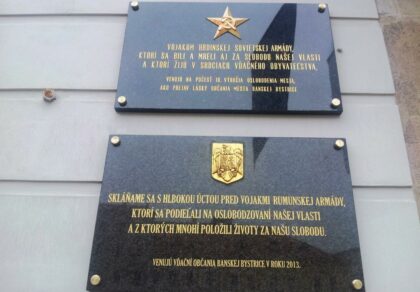 VOJAKOM HRDINSKEJ SOVIETSKEJ ARMÁDY,
KTORÍ SA BILI A MRELI AJ ZA SLOBODU NAŠEJ VLASTI
A KTORÍ ŽIJÚ V SRDCIACH VĎAČNÉHO OBYVATEĽSTVA.
VENUJÚ NA POČESŤ 10. VÝROČIA OSLOBODENIA MESTA,
AKO PREJAV LÁSKY OBČANIA MESTA BANSKEJ BYSTRICE
SKLÁŇAME SA S HLBOKOU ÚCTOU PRED VOJAKMI RUMUNSKEJ ARMÁDY,
KTORÍ SA PODIEĽALI NA OSLOBODZOVANÍ NAŠEJ VLASTI
A Z KTORÝCH MNOHÍ POLOŽILI ŽIVOTY ZA NAŠU SLOBODU.
VENUJÚ VĎAČNÍ OBČANIA BANSKEJ BYSTRICE V ROKU 2013.